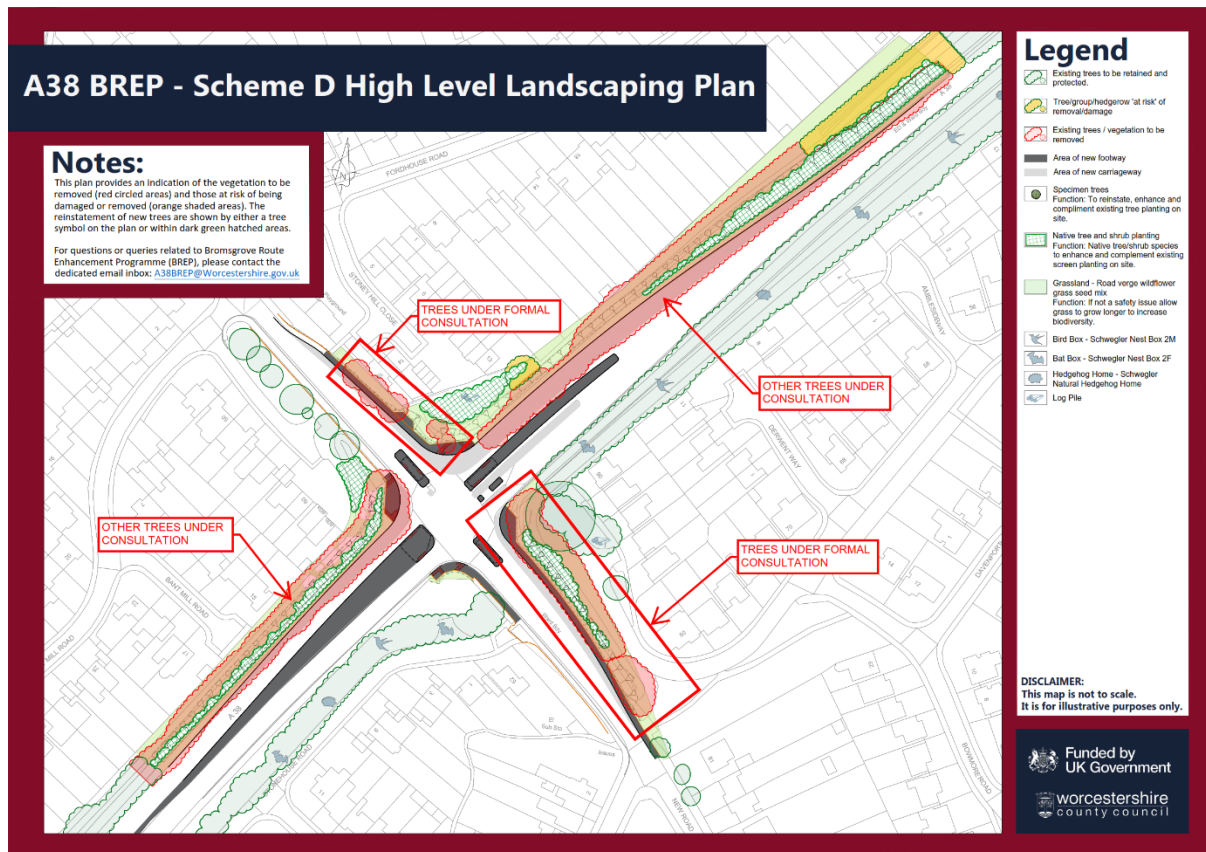 A38 BREP - Scheme D High Level Landscaping Plan
Notes:
This plan provides an indication of the vegetation to be
removed (red circled areas) and those at risk of being
damaged or removed (orange shaded areas). The
reinstatement of new trees are shown by either a tree
symbol on the plan or within dark green hatched areas.
For questions or queries related to Bromsgrove Route
Enhancement Programme (BREP), please contact the
dedicated email inbox: A38BREP@Worcestershire.gov.uk
FORDHOUSE ROAD
STONEY HILL CLOSE
TREES UNDER FORMAL
CONSULTATION
A 38
AMBLESIDE WAY
OTHER TREES UNDER
CONSULTATION
DERWENT WAY
OTHER TREES UNDER
CONSULTATION
TREES UNDER FORMAL
CONSULTATION
BANT MILL ROAD
MILL ROAD
A 38
El
Sub Sta
NEW ROAD
BOWMORE ROAD
Legend
Existing trees to be retained and
protected.
Tree/group/hedgerow 'at risk' of
removal/damage
Existing trees / vegetation to be
removed
Area of new footway
Area of new carriageway
Specimen trees
Function: To reinstate, enhance and
compliment existing tree planting on
site.
Native tree and shrub planting
Function: Native tree/shrub species
to enhance and complement existing
screen planting on site.
Grassland - Road verge wildflower
grass seed mix
Function: If not a safety issue allow
grass to grow longer to increase
biodiversity.
Bird Box - Schwegler Nest Box 2M
Bat Box - Schwegler Nest Box 2F
Hedgehog Home - Schwegler
Natural Hedgehog Home
Log Pile
DISCLAIMER:
This map is not to scale.
It is for illustrative purposes only.
Funded by
UK Government
worcestershire
county council